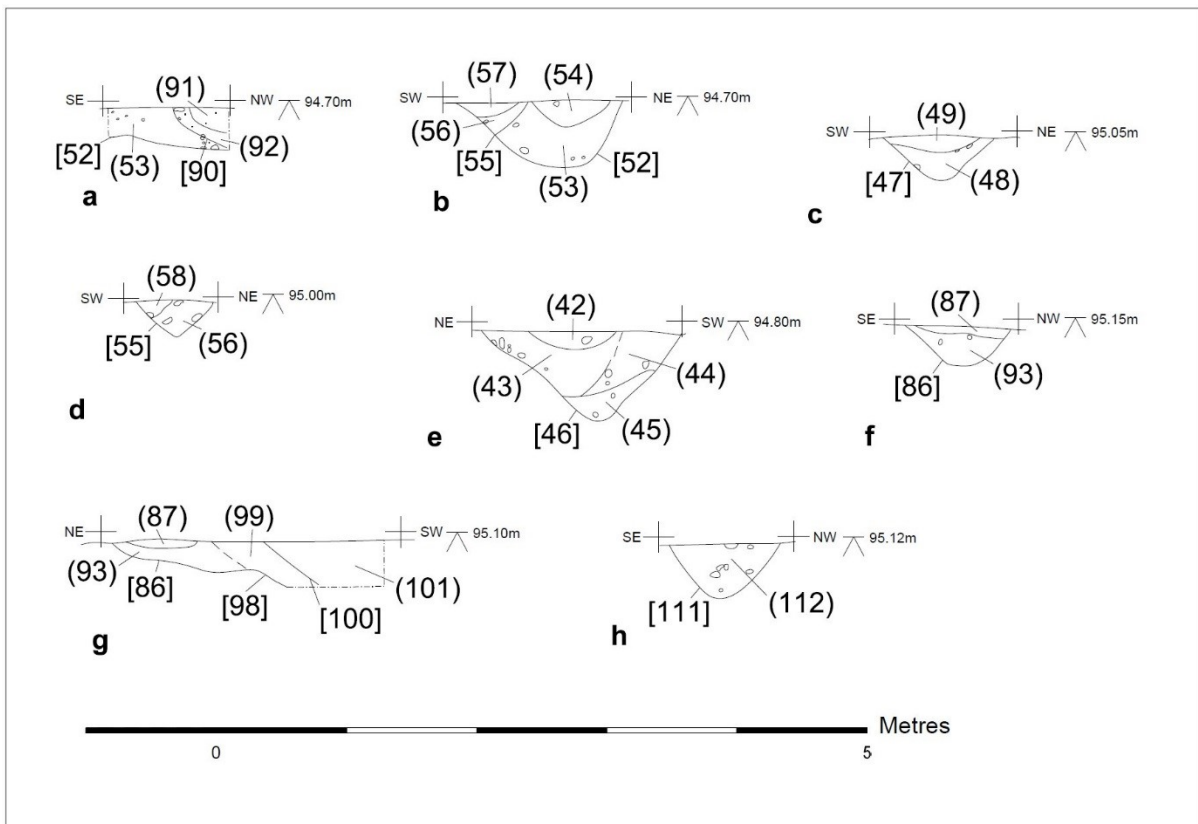 (91)
SE NW 94.70m
[52] (53) [90] (92)
a
(57) (54)
SW NE 94.70m
(56)
[55] (53) [52]
b
(49)
SW NE 95.05m
[47] (48)
c
(58)
SW NE 95.00m
[55] (56)
d
(42)
NE SW 94.80m
(43) (44)
[46] (45)
e
(87)
SE NW 95.15m
[86] (93)
f
(87) (99)
NE SW 95.10m
(93) [86] [98] [100] (101)
g
SE NW 95.12m
[111] (112)
h
Metres
0 5